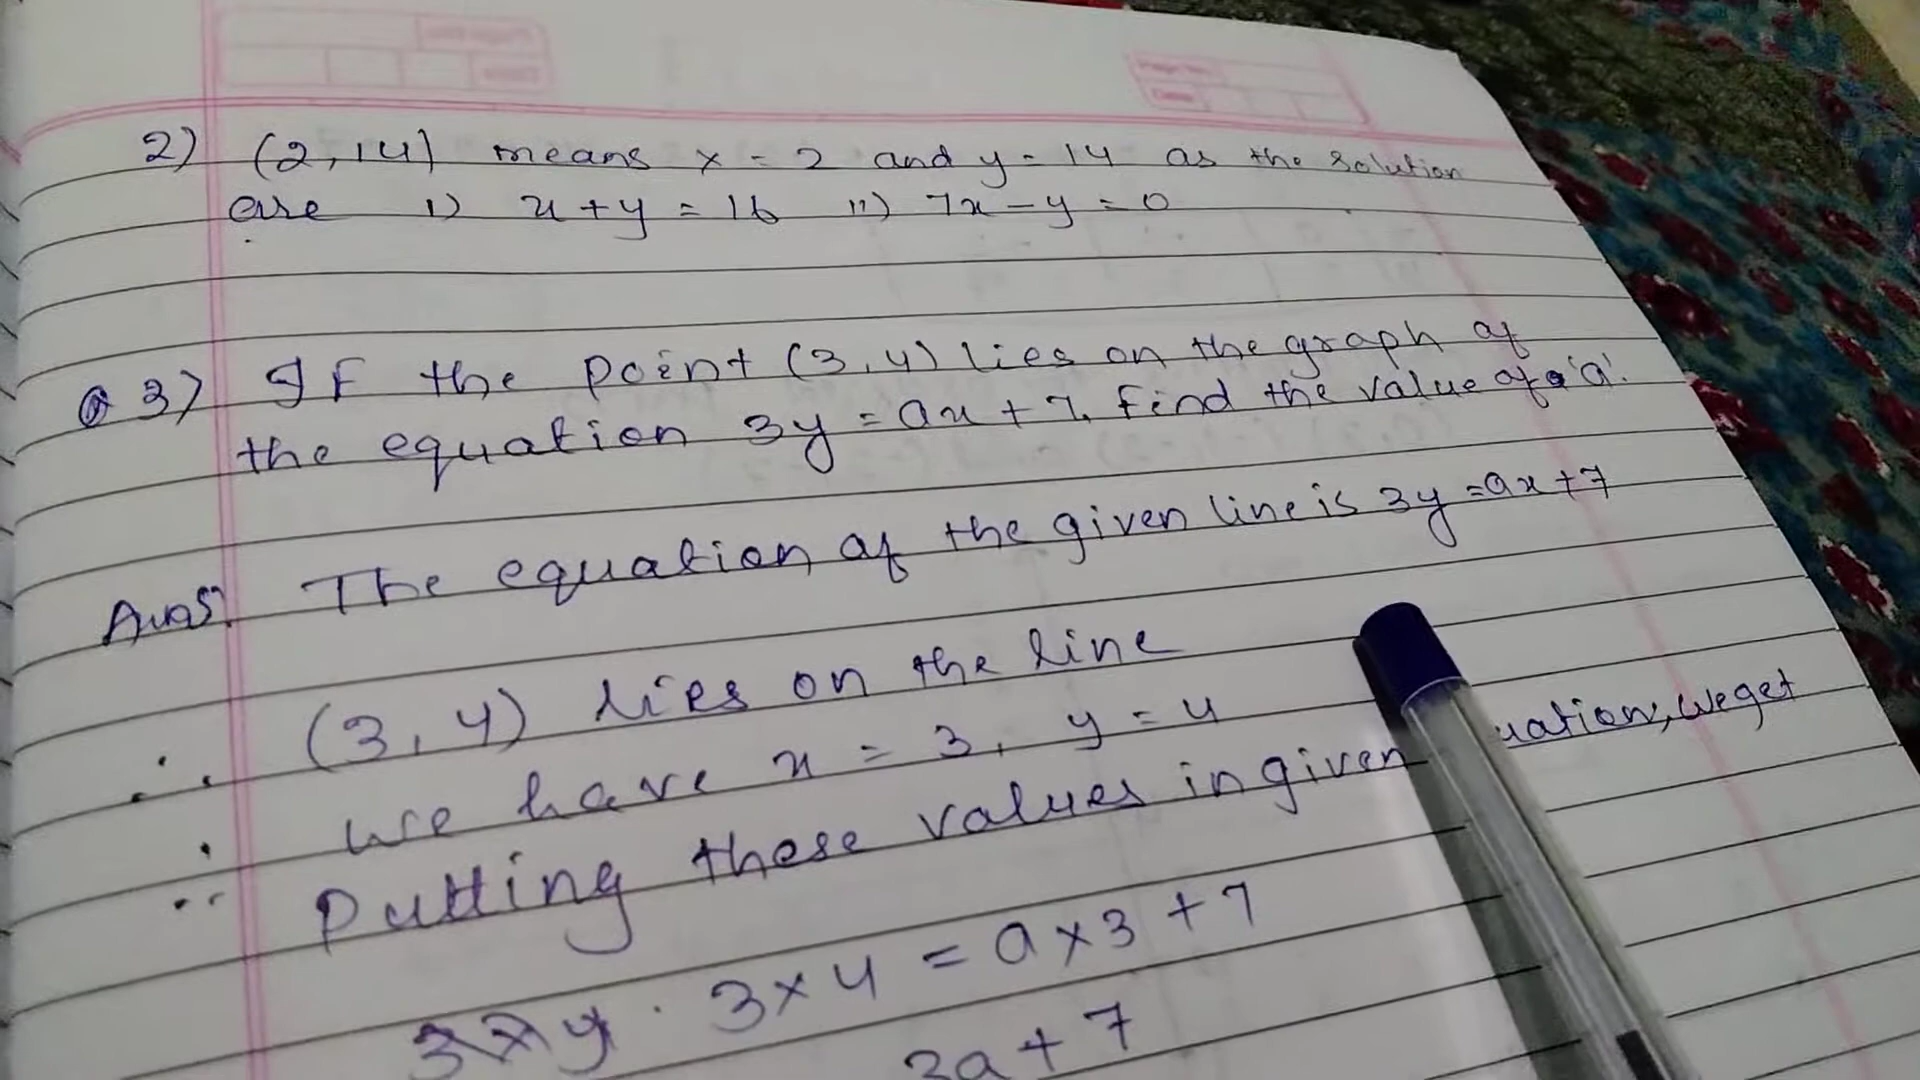 2) (2,14) means x = 2 and y = 14 as the solution
are i) x + y = 16 ii) 7x - y = 0
Q 3) If the point (3,4) lies on the graph of
the equation 3y = ax + 7. find the value of 'a'.
Ans. The equation of the given line is 3y = ax + 7
(3,4) lies on the line
∴ we have x = 3, y = 4
∴ Putting these values in given uation, we get
3×4 = a×3 + 7
3a + 7